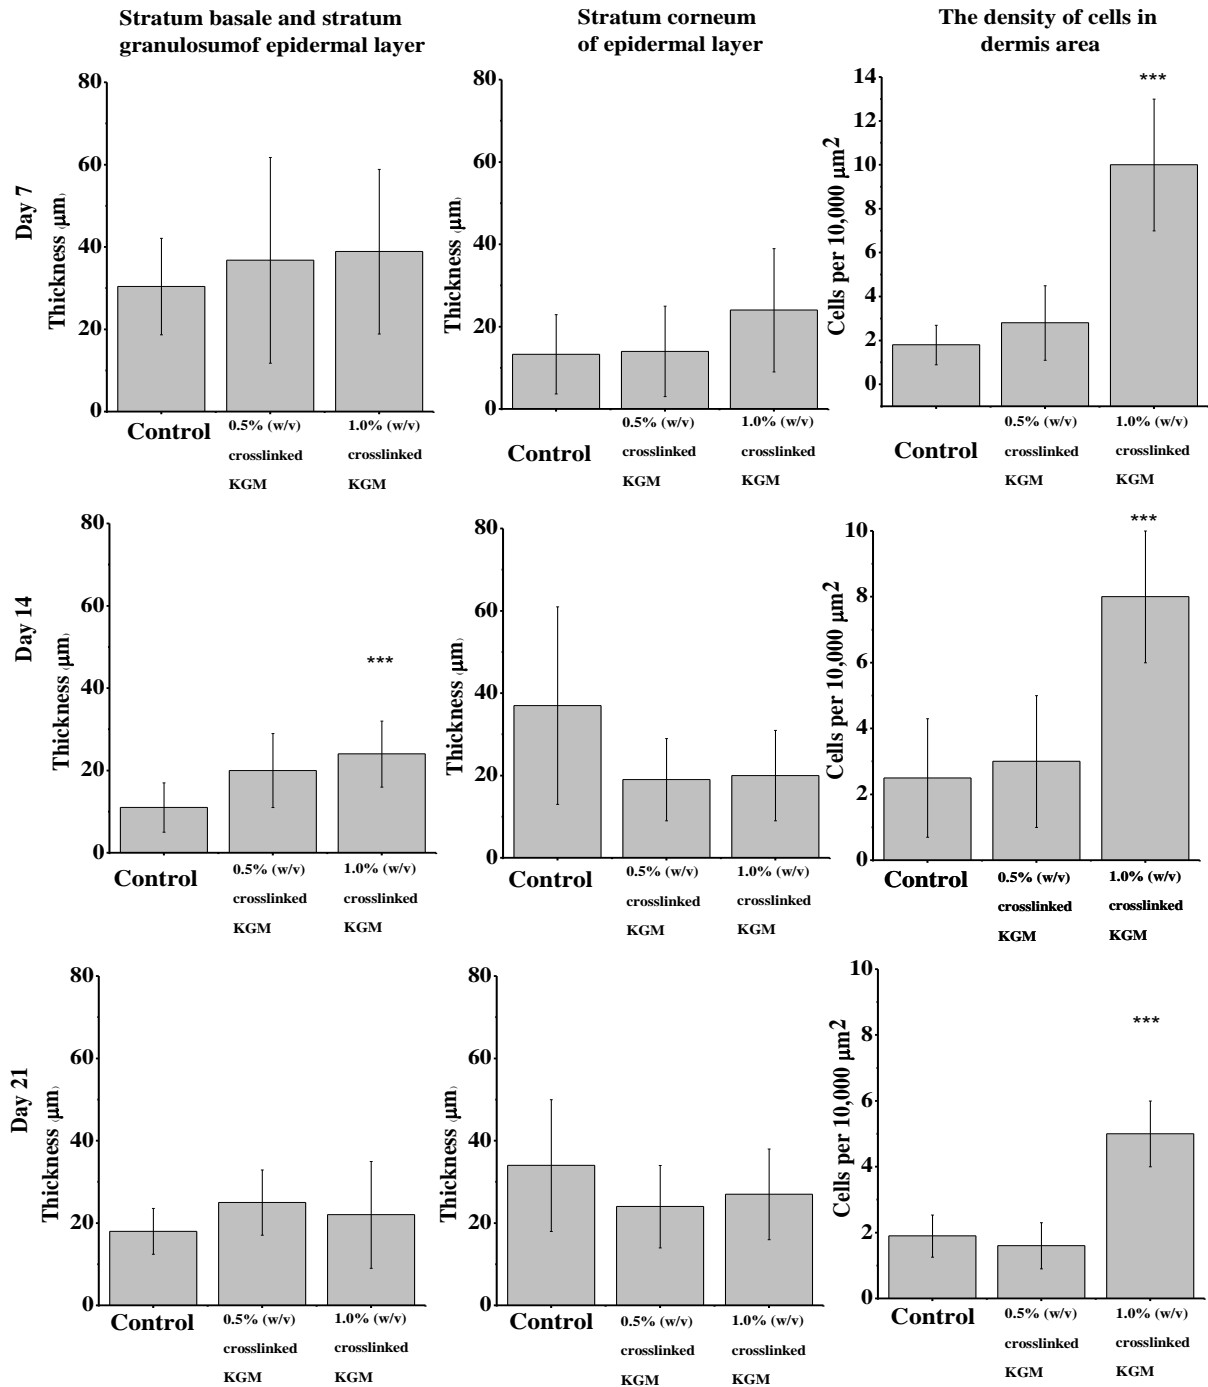 Stratum basale and stratum
granulosumof epidermal layer
Stratum corneum
of epidermal layer
The density of cells in
dermis area
Day 7
Thickness (μm)
80
60
40
20
0
Control
0.5% (w/v)
crosslinked
KGM
1.0% (w/v)
crosslinked
KGM
Thickness (μm)
80
60
40
20
0
Control
0.5% (w/v)
crosslinked
KGM
1.0% (w/v)
crosslinked
KGM
Cells per 10,000 μm2
14
12
10
8
6
4
2
0
***
Control
0.5% (w/v)
crosslinked
KGM
1.0% (w/v)
crosslinked
KGM
Day 14
Thickness (μm)
80
60
40
20
0
***
Control
0.5% (w/v)
crosslinked
KGM
1.0% (w/v)
crosslinked
KGM
Thickness (μm)
80
60
40
20
0
Control
0.5% (w/v)
crosslinked
KGM
1.0% (w/v)
crosslinked
KGM
Cells per 10,000 μm2
10
8
6
4
2
0
***
Control
0.5% (w/v)
crosslinked
KGM
1.0% (w/v)
crosslinked
KGM
Day 21
Thickness (μm)
80
60
40
20
0
Control
0.5% (w/v)
crosslinked
KGM
1.0% (w/v)
crosslinked
KGM
Thickness (μm)
80
60
40
20
0
Control
0.5% (w/v)
crosslinked
KGM
1.0% (w/v)
crosslinked
KGM
Cells per 10,000 μm2
10
8
6
4
2
0
***
Control
0.5% (w/v)
crosslinked
KGM
1.0% (w/v)
crosslinked
KGM